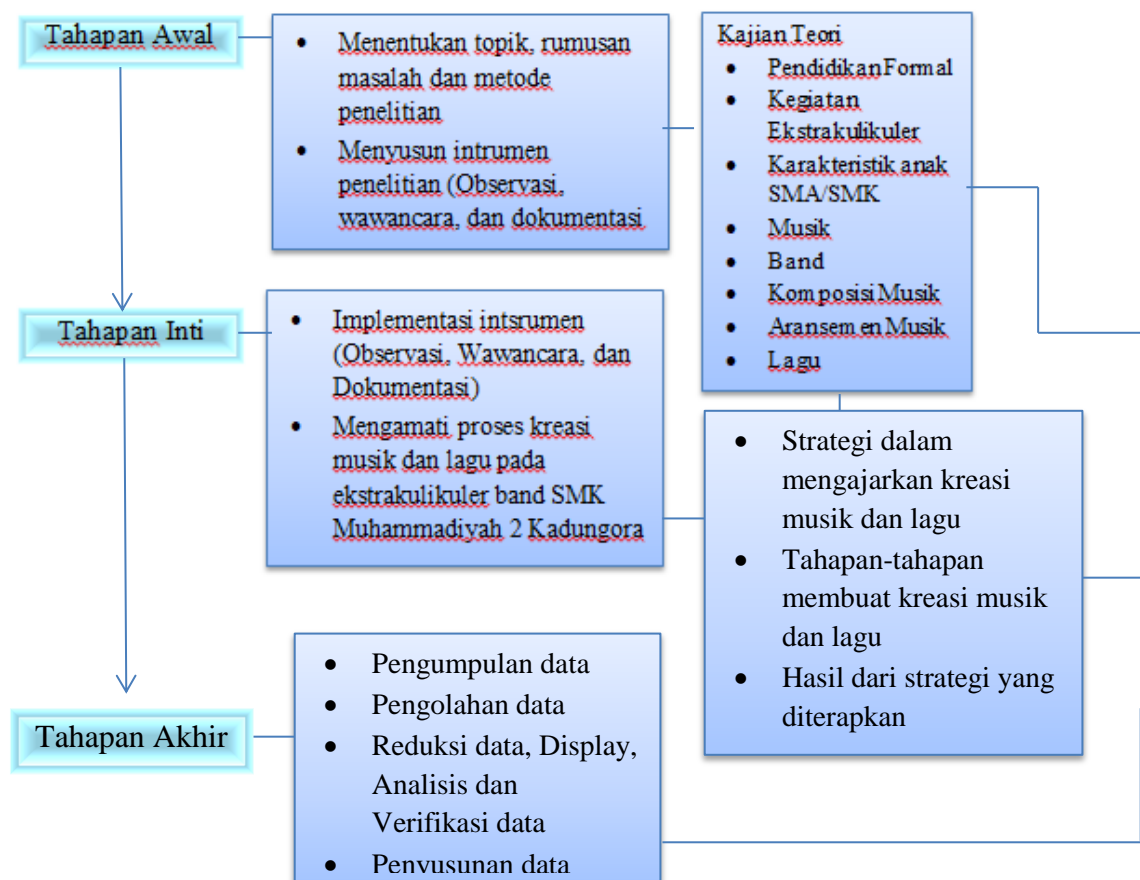 Tahapan Awal
• Menentukan topik, rumusan
masalah dan metode
penelitian
• Menyusun intrumen
penelitian (Observasi,
wawancara, dan dokumentasi
Kajian Teori
• Pendidikan Formal
• Kegiatan
Ekstrakulikuler
• Karakteristik anak
SMA/SMK
• Musik
• Band
• Komposisi Musik
• Aransemen Musik
• Lagu
Tahapan Inti
• Implementasi intsrumen
(Observasi, Wawancara, dan
Dokumentasi)
• Mengamati proses kreasi
musik dan lagu pada
ekstrakulikuler band SMK
Muhammadiyah 2 Kadungora
• Strategi dalam
mengajarkan kreasi
musik dan lagu
• Tahapan-tahapan
membuat kreasi musik
dan lagu
• Hasil dari strategi yang
diterapkan
Tahapan Akhir
• Pengumpulan data
• Pengolahan data
• Reduksi data, Display,
Analisis dan
Verifikasi data
• Penyusunan data